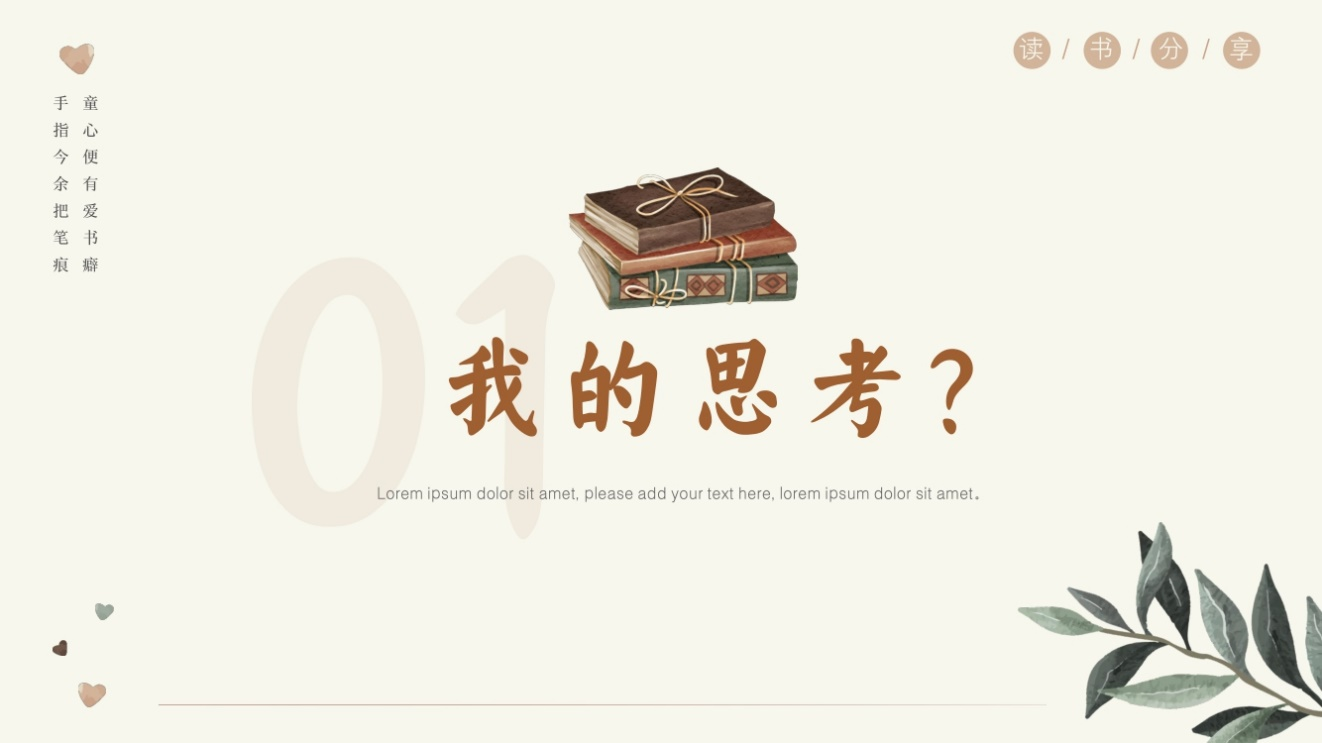 读/书/分/享
童心便有爱书癖
手指今余把笔痕
01
我的思考？
Lorem ipsum dolor sit amet, please add your text here, lorem ipsum dolor sit amet.